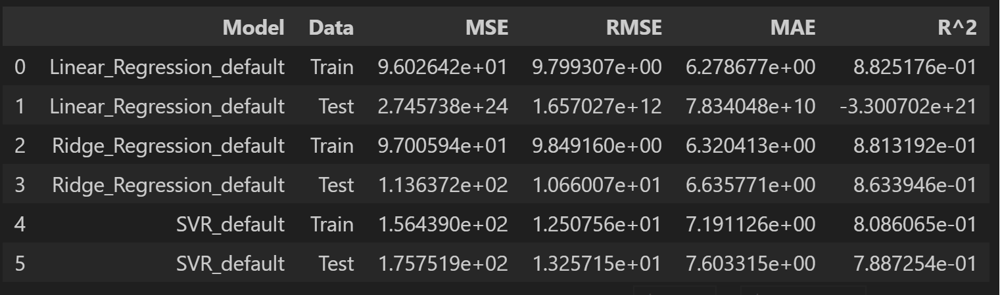 Model Data MSE RMSE MAE R^2
0 Linear_Regression_default Train 9.602642e+01 9.799307e+00 6.278677e+00 8.825176e-01
1 Linear_Regression_default Test 2.745738e+24 1.657027e+12 7.834048e+10 -3.300702e+21
2 Ridge_Regression_default Train 9.700594e+01 9.849160e+00 6.320413e+00 8.813192e-01
3 Ridge_Regression_default Test 1.136372e+02 1.066007e+01 6.635771e+00 8.633946e-01
4 SVR_default Train 1.564390e+02 1.250756e+01 7.191126e+00 8.086065e-01
5 SVR_default Test 1.757519e+02 1.325715e+01 7.603315e+00 7.887254e-01